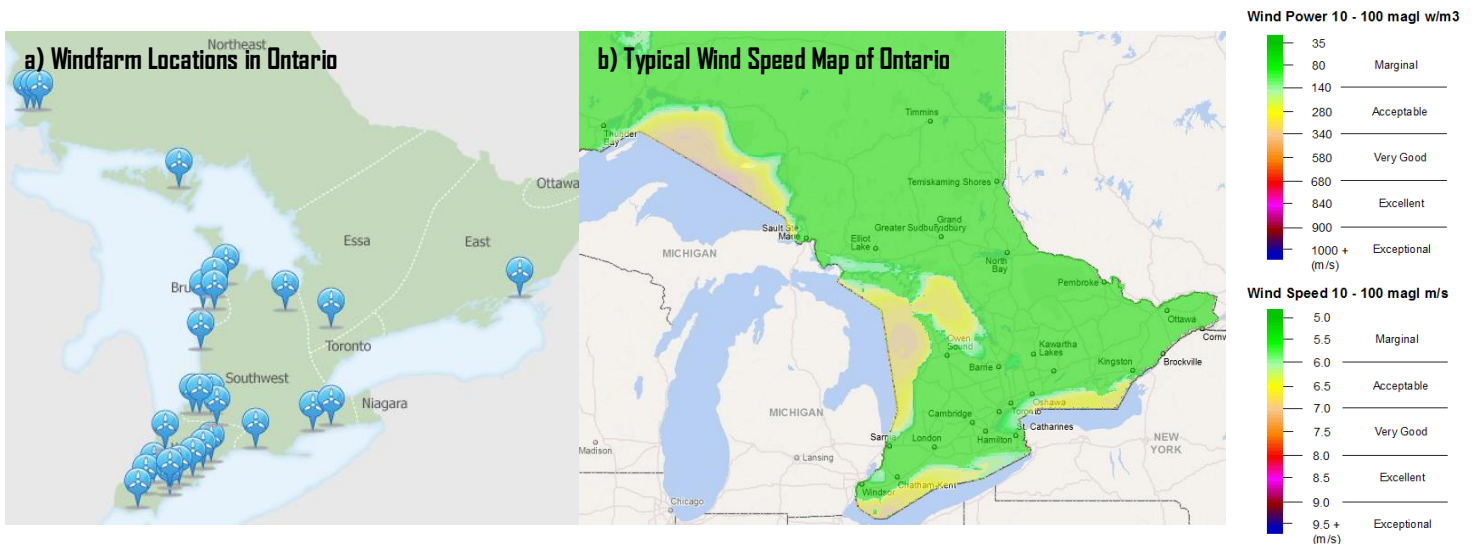 a) Windfarm Locations in Ontario
Northeast
Ottawa
Essa
East
Toronto
Southwest
Niagara
b) Typical Wind Speed Map of Ontario
Timmins
Thunder
Bay
Temiskaming Shores
Sault Ste.
Marie
Elliot
Lake
Greater Sudbury
Grand
MICHIGAN
North
Bay
Pembroke
Ottawa
Cornw
Owen
Sound
Kawartha
Lakes
Kingston
Brockville
Barrie
Oshawa
Toronto
MICHIGAN
Cambridge
St. Catharines
Hamilton
Sarnia
London
NEW
YORK
Madison
Lansing
Chatham-Kent
Windsor
Chicago
Wind Power 10 - 100 magl w/m3
35
80
Marginal
140
280
Acceptable
340
580
Very Good
680
840
Excellent
900
1000 +
Exceptional
(m/s)
Wind Speed 10 - 100 magl m/s
5.0
5.5
Marginal
6.0
6.5
Acceptable
7.0
7.5
Very Good
8.0
8.5
Excellent
9.0
9.5 +
Exceptional
(m/s)